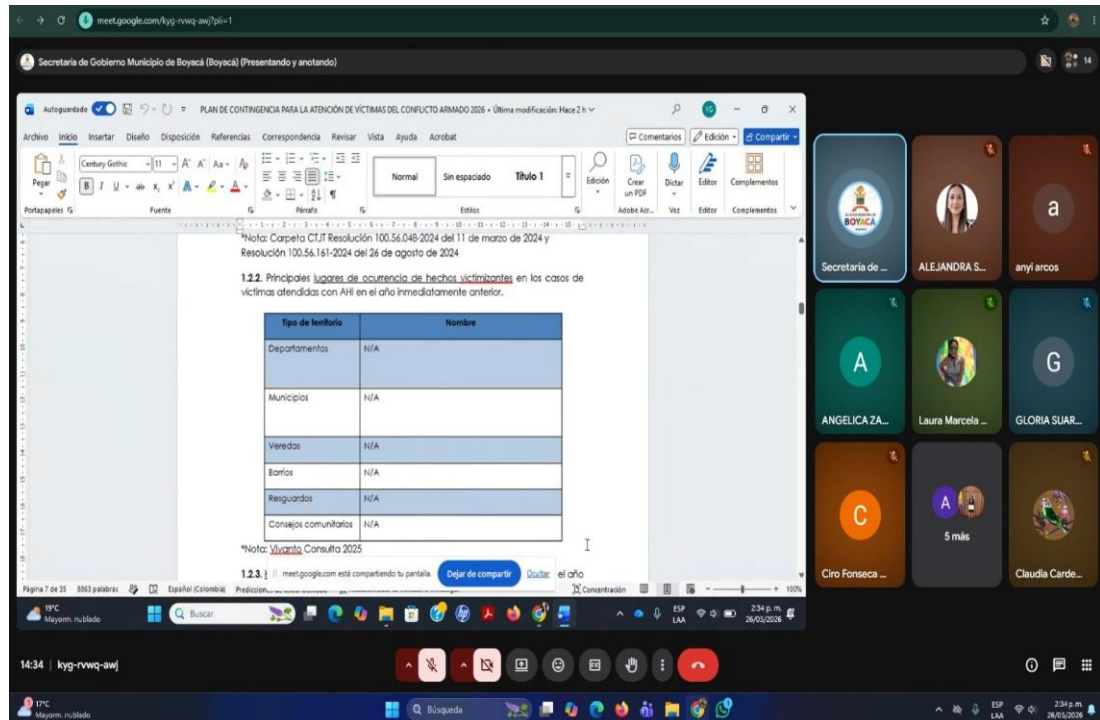 meet.google.com/kyg-rvwq-awj?pli=1
Secretaría de Gobierno Municipio de Boyacá (Boyacá) (Presentando y anotando)
14
Autoguardado
PLAN DE CONTINGENCIA PARA LA ATENCIÓN DE VÍCTIMAS DEL CONFLICTO ARMADO 2026 • Última modificación: Hace 2 h
YG
Archivo Inicio Insertar Diseño Disposición Referencias Correspondencia Revisar Vista Ayuda Acrobat
Comentarios Edición Compartir
Pegar
Century Gothic 11
Normal Sin espaciado Título 1
Edición
Crear un PDF
Dictar
Editor
Complementos
Portapapeles Fuente Párrafo Estilos Adobe Acr... Voz Editor Complementos
*Nota: Carpeta CTJT Resolución 100.56.048-2024 del 11 de marzo de 2024 y
Resolución 100.56.161-2024 del 26 de agosto de 2024
1.2.2. Principales lugares de ocurrencia de hechos victimizantes en los casos de
víctimas atendidas con AHI en el año inmediatamente anterior.
Tipo de territorio Nombre
Departamentos N/A
Municipios N/A
Veredas N/A
Barrios N/A
Resguardos N/A
Consejos comunitarios N/A
*Nota: Vivanto Consulta 2025
1.2.3.
meet.google.com está compartiendo tu pantalla. Dejar de compartir Ocultar
el año
Página 7 de 35 8863 palabras Español (Colombia)
Concentración
100%
19°C
Mayorm. nublado
Buscar
ESP
LAA
2:34 p. m.
26/05/2026
BOYACÁ
Secretaría de ...
ALEJANDRA S...
a
anyi arcos
A
ANGELICA ZA...
Laura Marcela ...
G
GLORIA SUAR...
C
Ciro Fonseca ...
A
5 más
Claudia Carde...
14:34 | kyg-rvwq-awj
17°C
Mayorm. nublado
Búsqueda
ESP
LAA
2:34 p. m.
26/05/2026